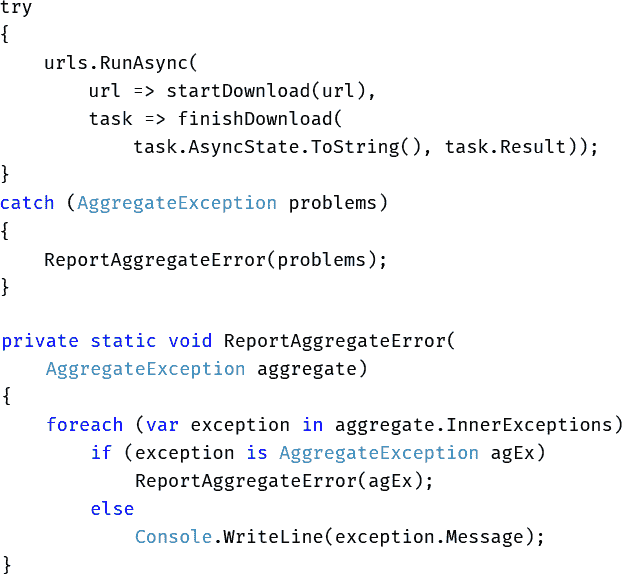 try
{
    urls.RunAsync(
        url => startDownload(url),
        task => finishDownload(
            task.AsyncState.ToString(), task.Result));
}
catch (AggregateException problems)
{
    ReportAggregateError(problems);
}

private static void ReportAggregateError(
    AggregateException aggregate)
{
    foreach (var exception in aggregate.InnerExceptions)
        if (exception is AggregateException agEx)
            ReportAggregateError(agEx);
        else
            Console.WriteLine(exception.Message);
}